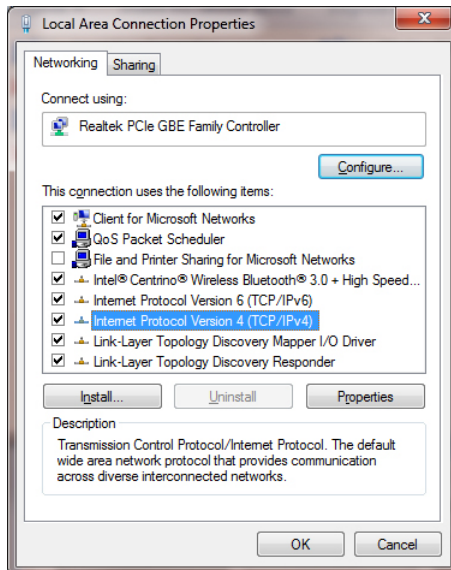 Local Area Connection Properties
Networking
Sharing
Connect using:
Realtek PCIe GBE Family Controller
Configure...
This connection uses the following items:
Client for Microsoft Networks
QoS Packet Scheduler
File and Printer Sharing for Microsoft Networks
Intel® Centrino® Wireless Bluetooth® 3.0 + High Speed...
Internet Protocol Version 6 (TCP/IPv6)
Internet Protocol Version 4 (TCP/IPv4)
Link-Layer Topology Discovery Mapper I/O Driver
Link-Layer Topology Discovery Responder
Install...
Uninstall
Properties
Description
Transmission Control Protocol/Internet Protocol. The default
wide area network protocol that provides communication
across diverse interconnected networks.
OK
Cancel